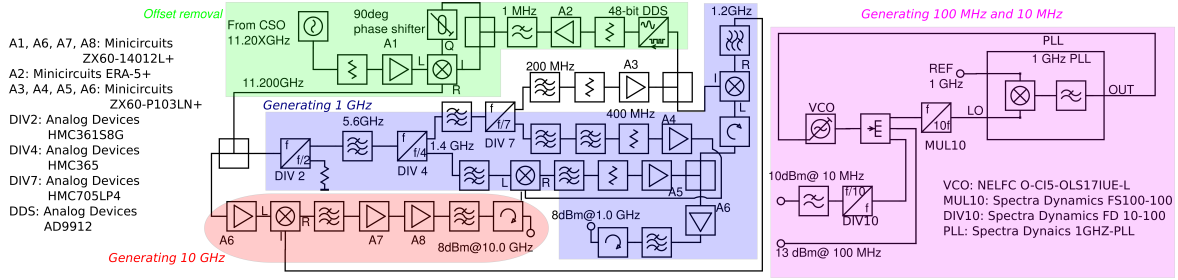 Offset removal
From CSO
11.20XGHz
90deg
phase shifter
1 MHz
A2
48-bit DDS
1.2GHz
Q
A1
L
I
R
11.200GHz
A1, A6, A7, A8: Minicircuits
ZX60-14012L+
A2: Minicircuits ERA-5+
A3, A4, A5, A6: Minicircuits
ZX60-P103LN+
DIV2: Analog Devices
HMC361S8G
DIV4: Analog Devices
HMC365
DIV7: Analog Devices
HMC705LP4
DDS: Analog Devices
AD9912
200 MHz
A3
R
I
L
Generating 1 GHz
400 MHz
A4
5.6GHz
f
f/7
DIV 7
f
f/2
DIV 2
f
f/4
DIV 4
1.4 GHz
L
R
I
A5
A6
8dBm@1.0 GHz
A6
L
R
I
A7
A8
8dBm@10.0 GHz
Generating 10 GHz
Generating 100 MHz and 10 MHz
PLL
1 GHz PLL
REF
1 GHz
OUT
LO
VCO
f
10f
MUL10
10dBm@ 10 MHz
f/10
f
DIV10
13 dBm@ 100 MHz
VCO: NELFC O-CI5-OLS17IUE-L
MUL10: Spectra Dynamics FS100-100
DIV10: Spectra Dynamics FD 10-100
PLL: Spectra Dynaics 1GHZ-PLL